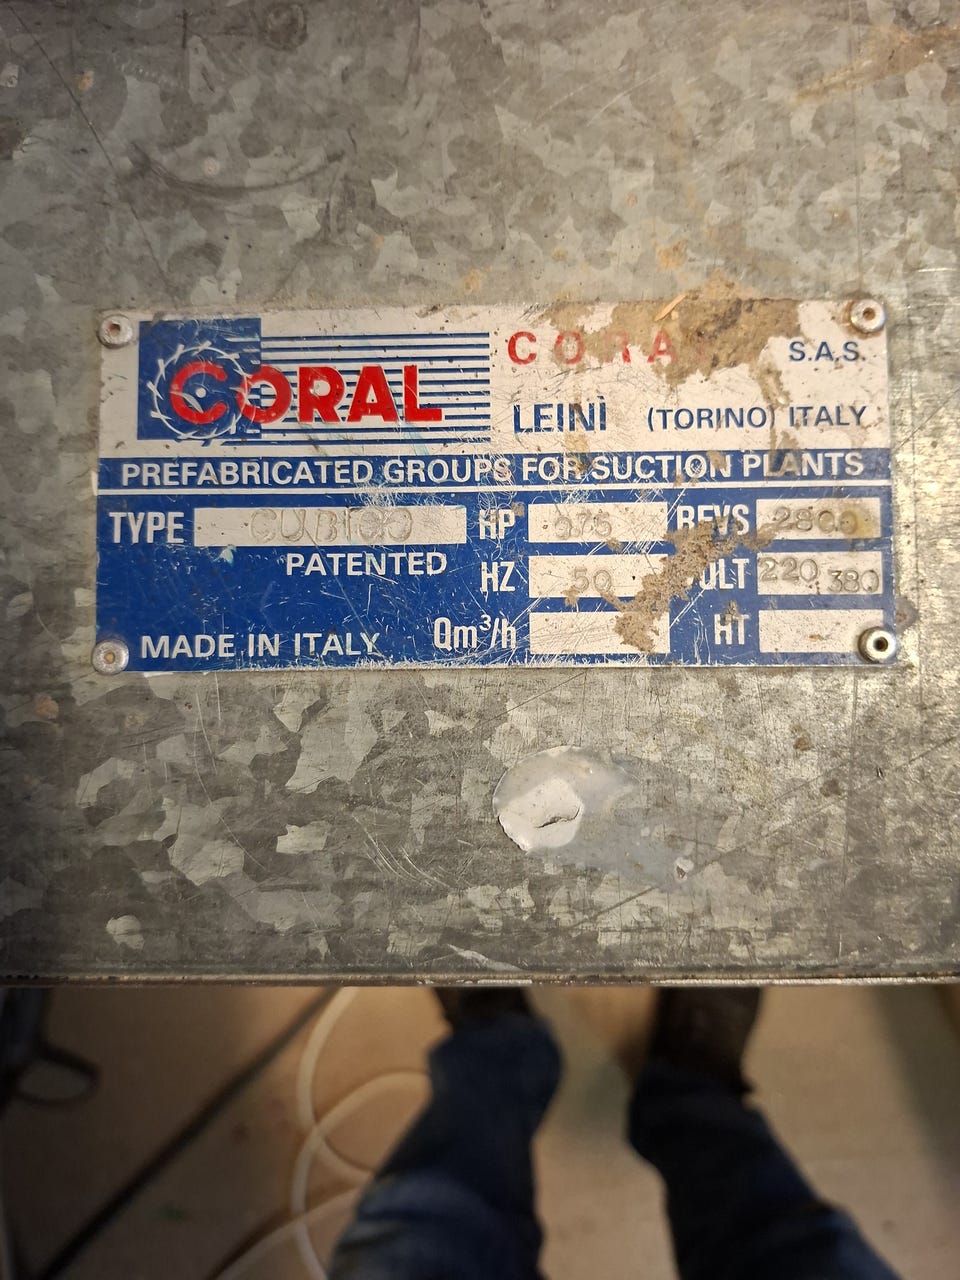 CORAL
CORA
S.A.S.
LEINÌ (TORINO) ITALY
PREFABRICATED GROUPS FOR SUCTION PLANTS
TYPE HP REVS 2800
PATENTED
HZ 50 VOLT 220 380
MADE IN ITALY Qm³/h HT